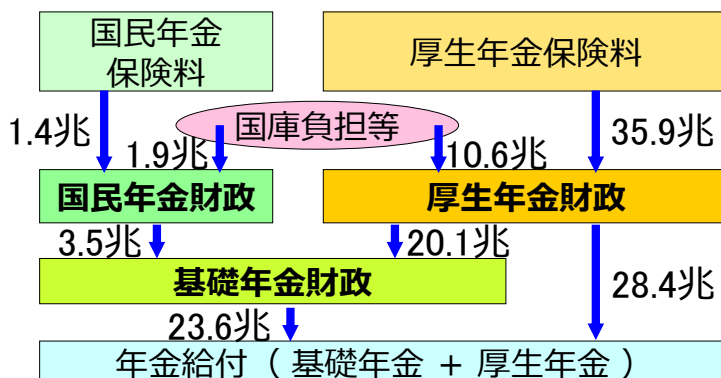 国民年金
保険料
厚生年金保険料
国庫負担等
1.4兆
35.9兆
1.9兆
10.6兆
国民年金財政
厚生年金財政
3.5兆
20.1兆
基礎年金財政
28.4兆
23.6兆
年金給付（ 基礎年金 + 厚生年金 ）